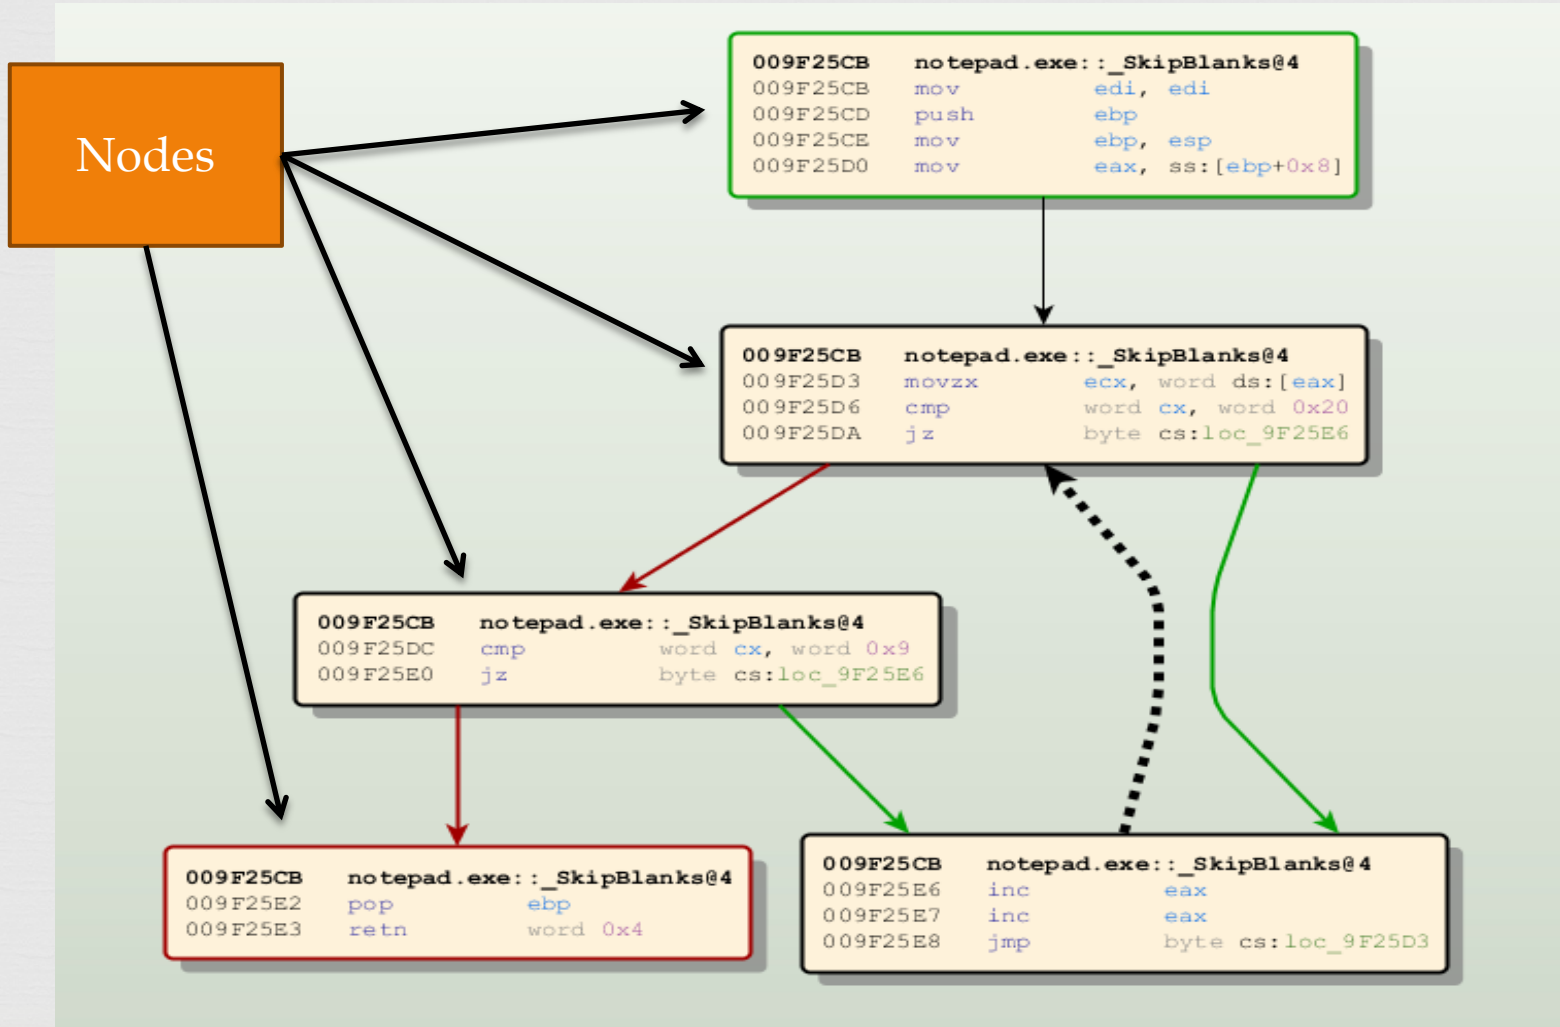 Nodes
009F25CB notepad.exe::_SkipBlanks@4
009F25CB mov edi, edi
009F25CD push ebp
009F25CE mov ebp, esp
009F25D0 mov eax, ss:[ebp+0x8]
009F25CB notepad.exe::_SkipBlanks@4
009F25D3 movzx ecx, word ds:[eax]
009F25D6 cmp word cx, word 0x20
009F25DA jz byte cs:loc_9F25E6
009F25CB notepad.exe::_SkipBlanks@4
009F25DC cmp word cx, word 0x9
009F25E0 jz byte cs:loc_9F25E6
009F25CB notepad.exe::_SkipBlanks@4
009F25E2 pop ebp
009F25E3 retn word 0x4
009F25CB notepad.exe::_SkipBlanks@4
009F25E6 inc eax
009F25E7 inc eax
009F25E8 jmp byte cs:loc_9F25D3